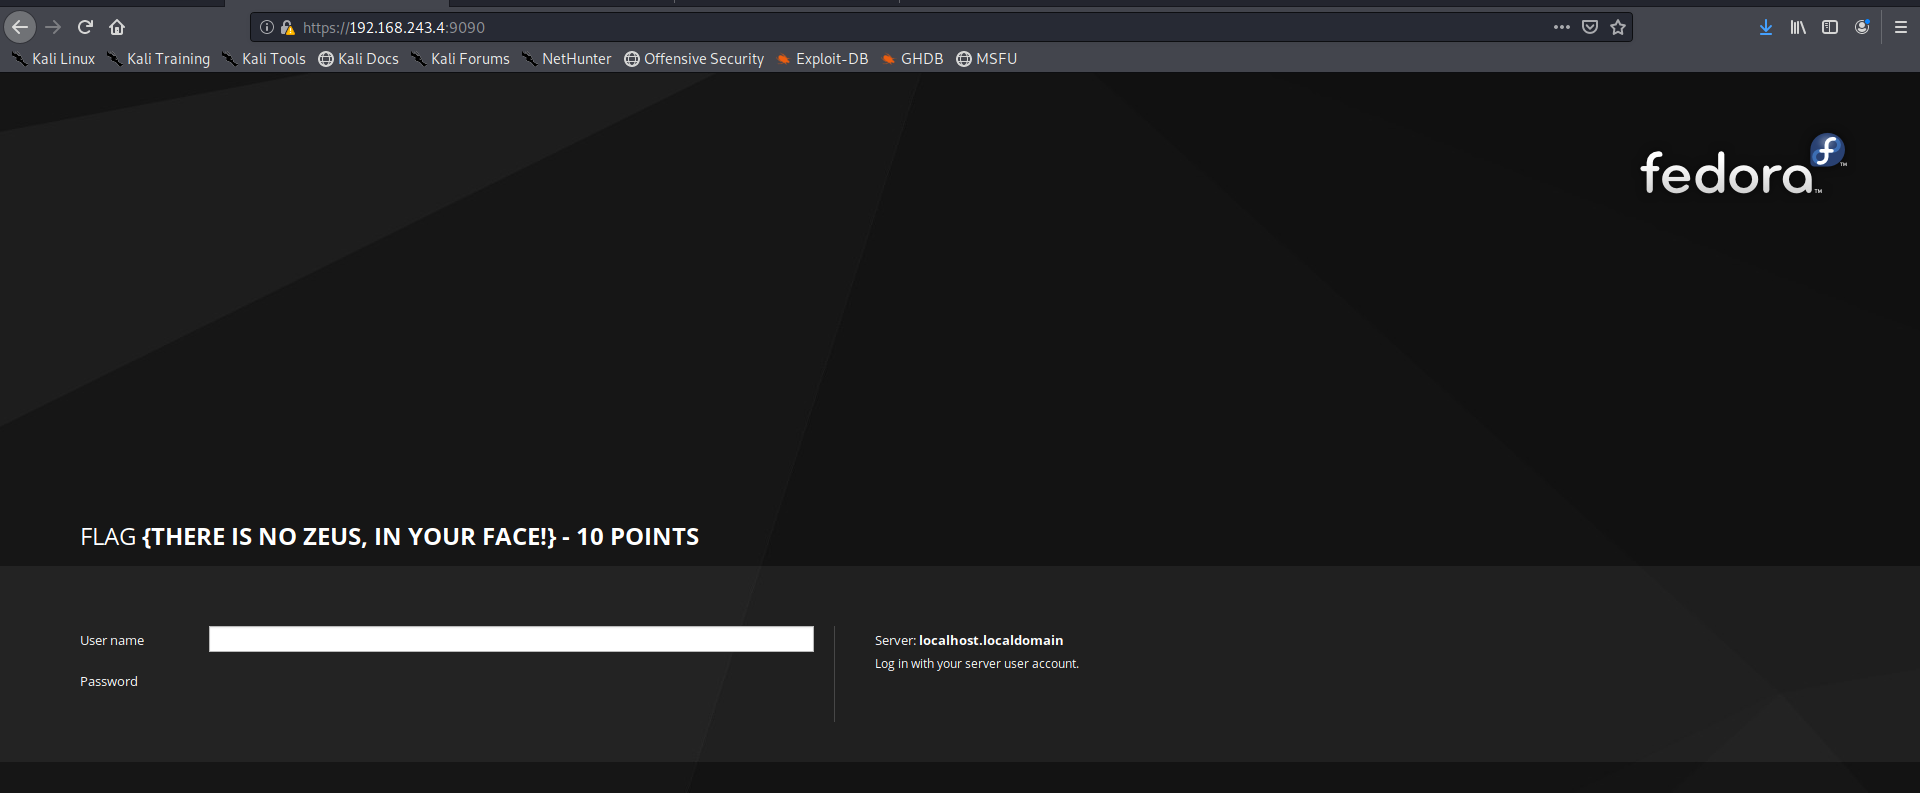 https://192.168.243.4:9090
Kali Linux Kali Training Kali Tools Kali Docs Kali Forums NetHunter Offensive Security Exploit-DB GHDB MSFU
fedora™
FLAG {THERE IS NO ZEUS, IN YOUR FACE!} - 10 POINTS
User name
Password
Server: localhost.localdomain
Log in with your server user account.